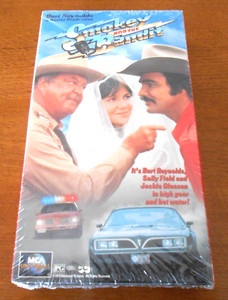 Burt Reynolds
Smokey
AND THE
Bandit
It's Burt Reynolds,
Sally Field and
Jackie Gleason
in high gear
and hot water!
MCA
PG